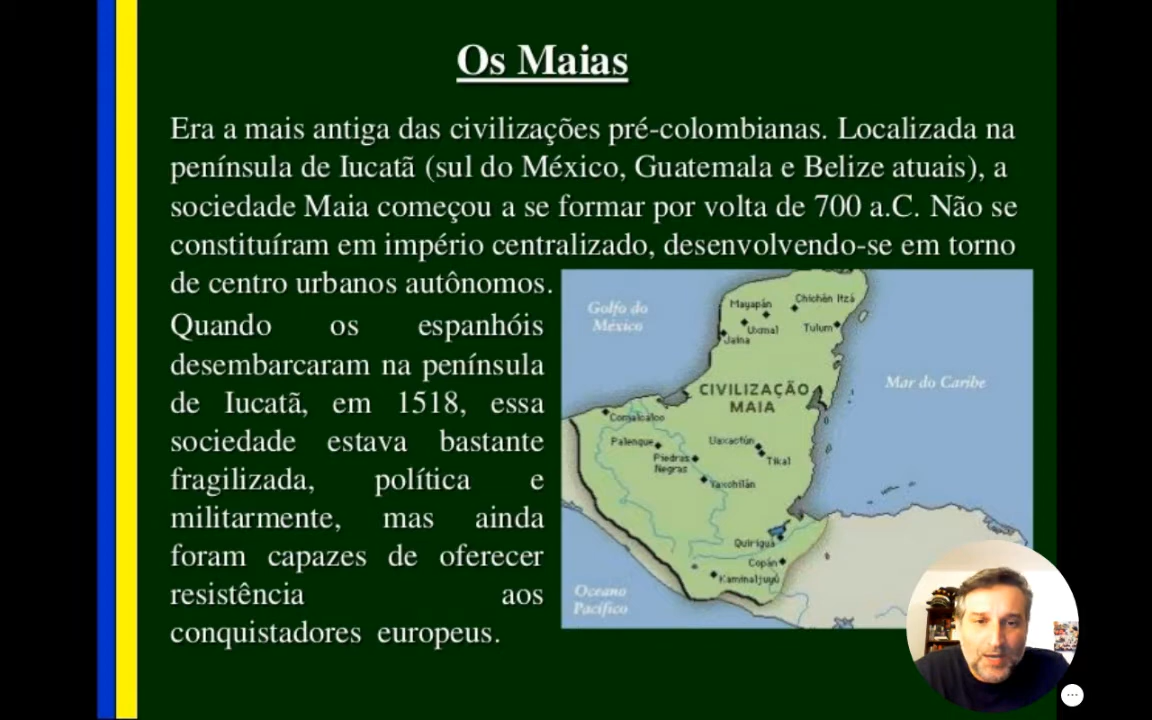 Os Maias
Era a mais antiga das civilizações pré-colombianas. Localizada na
península de Iucatã (sul do México, Guatemala e Belize atuais), a
sociedade Maia começou a se formar por volta de 700 a.C. Não se
constituíram em império centralizado, desenvolvendo-se em torno
de centro urbanos autônomos.
Quando os espanhóis
desembarcaram na península
de Iucatã, em 1518, essa
sociedade estava bastante
fragilizada, política e
militarmente, mas ainda
foram capazes de oferecer
resistência aos
conquistadores europeus.
Golfo do
México
Mayapán
Chichén Itzá
Uxmal
Tulum
Jaina
Mar do Caribe
CIVILIZAÇÃO
MAIA
Comalcalco
Palenque
Uaxactún
Piedras
Negras
Tikal
Yaxchilán
Quiriguá
Copán
Kaminaljuyú
Oceano
Pacífico